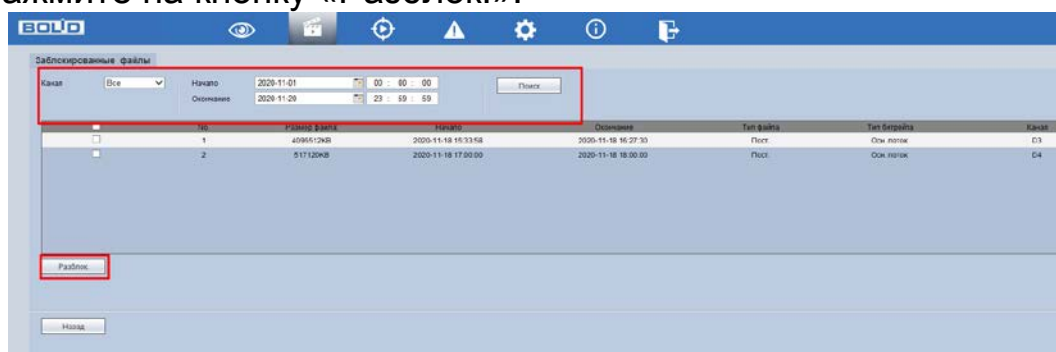 нажмите на кнопку «Разблок.».
BOLID
Заблокированные файлы
Канал Все Начало 2020-11-01 00 : 00 : 00 Поиск
Окончание 2020-11-20 23 : 59 : 59
No. Размер файла Начало Окончание Тип файла Тип битрейта Канал
1 4096512KB 2020-11-18 15:33:58 2020-11-18 16:27:30 Пост. Осн. поток D3
2 517120KB 2020-11-18 17:00:00 2020-11-18 18:00:00 Пост. Осн. поток D4
Разблок.
Назад